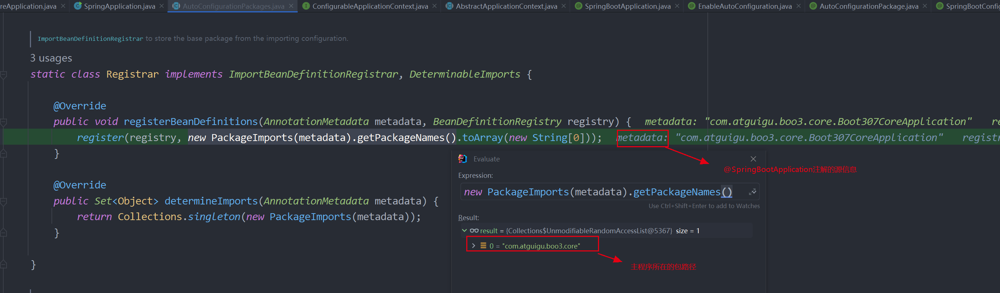 reApplication.java
SpringApplication.java
AutoConfigurationPackages.java
ConfigurableApplicationContext.java
AbstractApplicationContext.java
SpringBootApplication.java
EnableAutoConfiguration.java
AutoConfigurationPackage.java
SpringBootConfig
ImportBeanDefinitionRegistrar to store the base package from the importing configuration.
3 usages
static class Registrar implements ImportBeanDefinitionRegistrar, DeterminableImports {
@Override
public void registerBeanDefinitions(AnnotationMetadata metadata, BeanDefinitionRegistry registry) { metadata: "com.atguigu.boo3.core.Boot307CoreApplication" re
register(registry, new PackageImports(metadata).getPackageNames().toArray(new String[0])); metadata: "com.atguigu.boo3.core.Boot307CoreApplication" registr
}
Evaluate
@SpringBootApplication注解的源信息
Expression:
new PackageImports(metadata).getPackageNames()
Use Ctrl+Shift+Enter to add to Watches
@Override
public Set<Object> determineImports(AnnotationMetadata metadata) {
return Collections.singleton(new PackageImports(metadata));
}
Result:
result = {Collections$UnmodifiableRandomAccessList@5367} size = 1
0 = "com.atguigu.boo3.core"
主程序所在的包路径
}